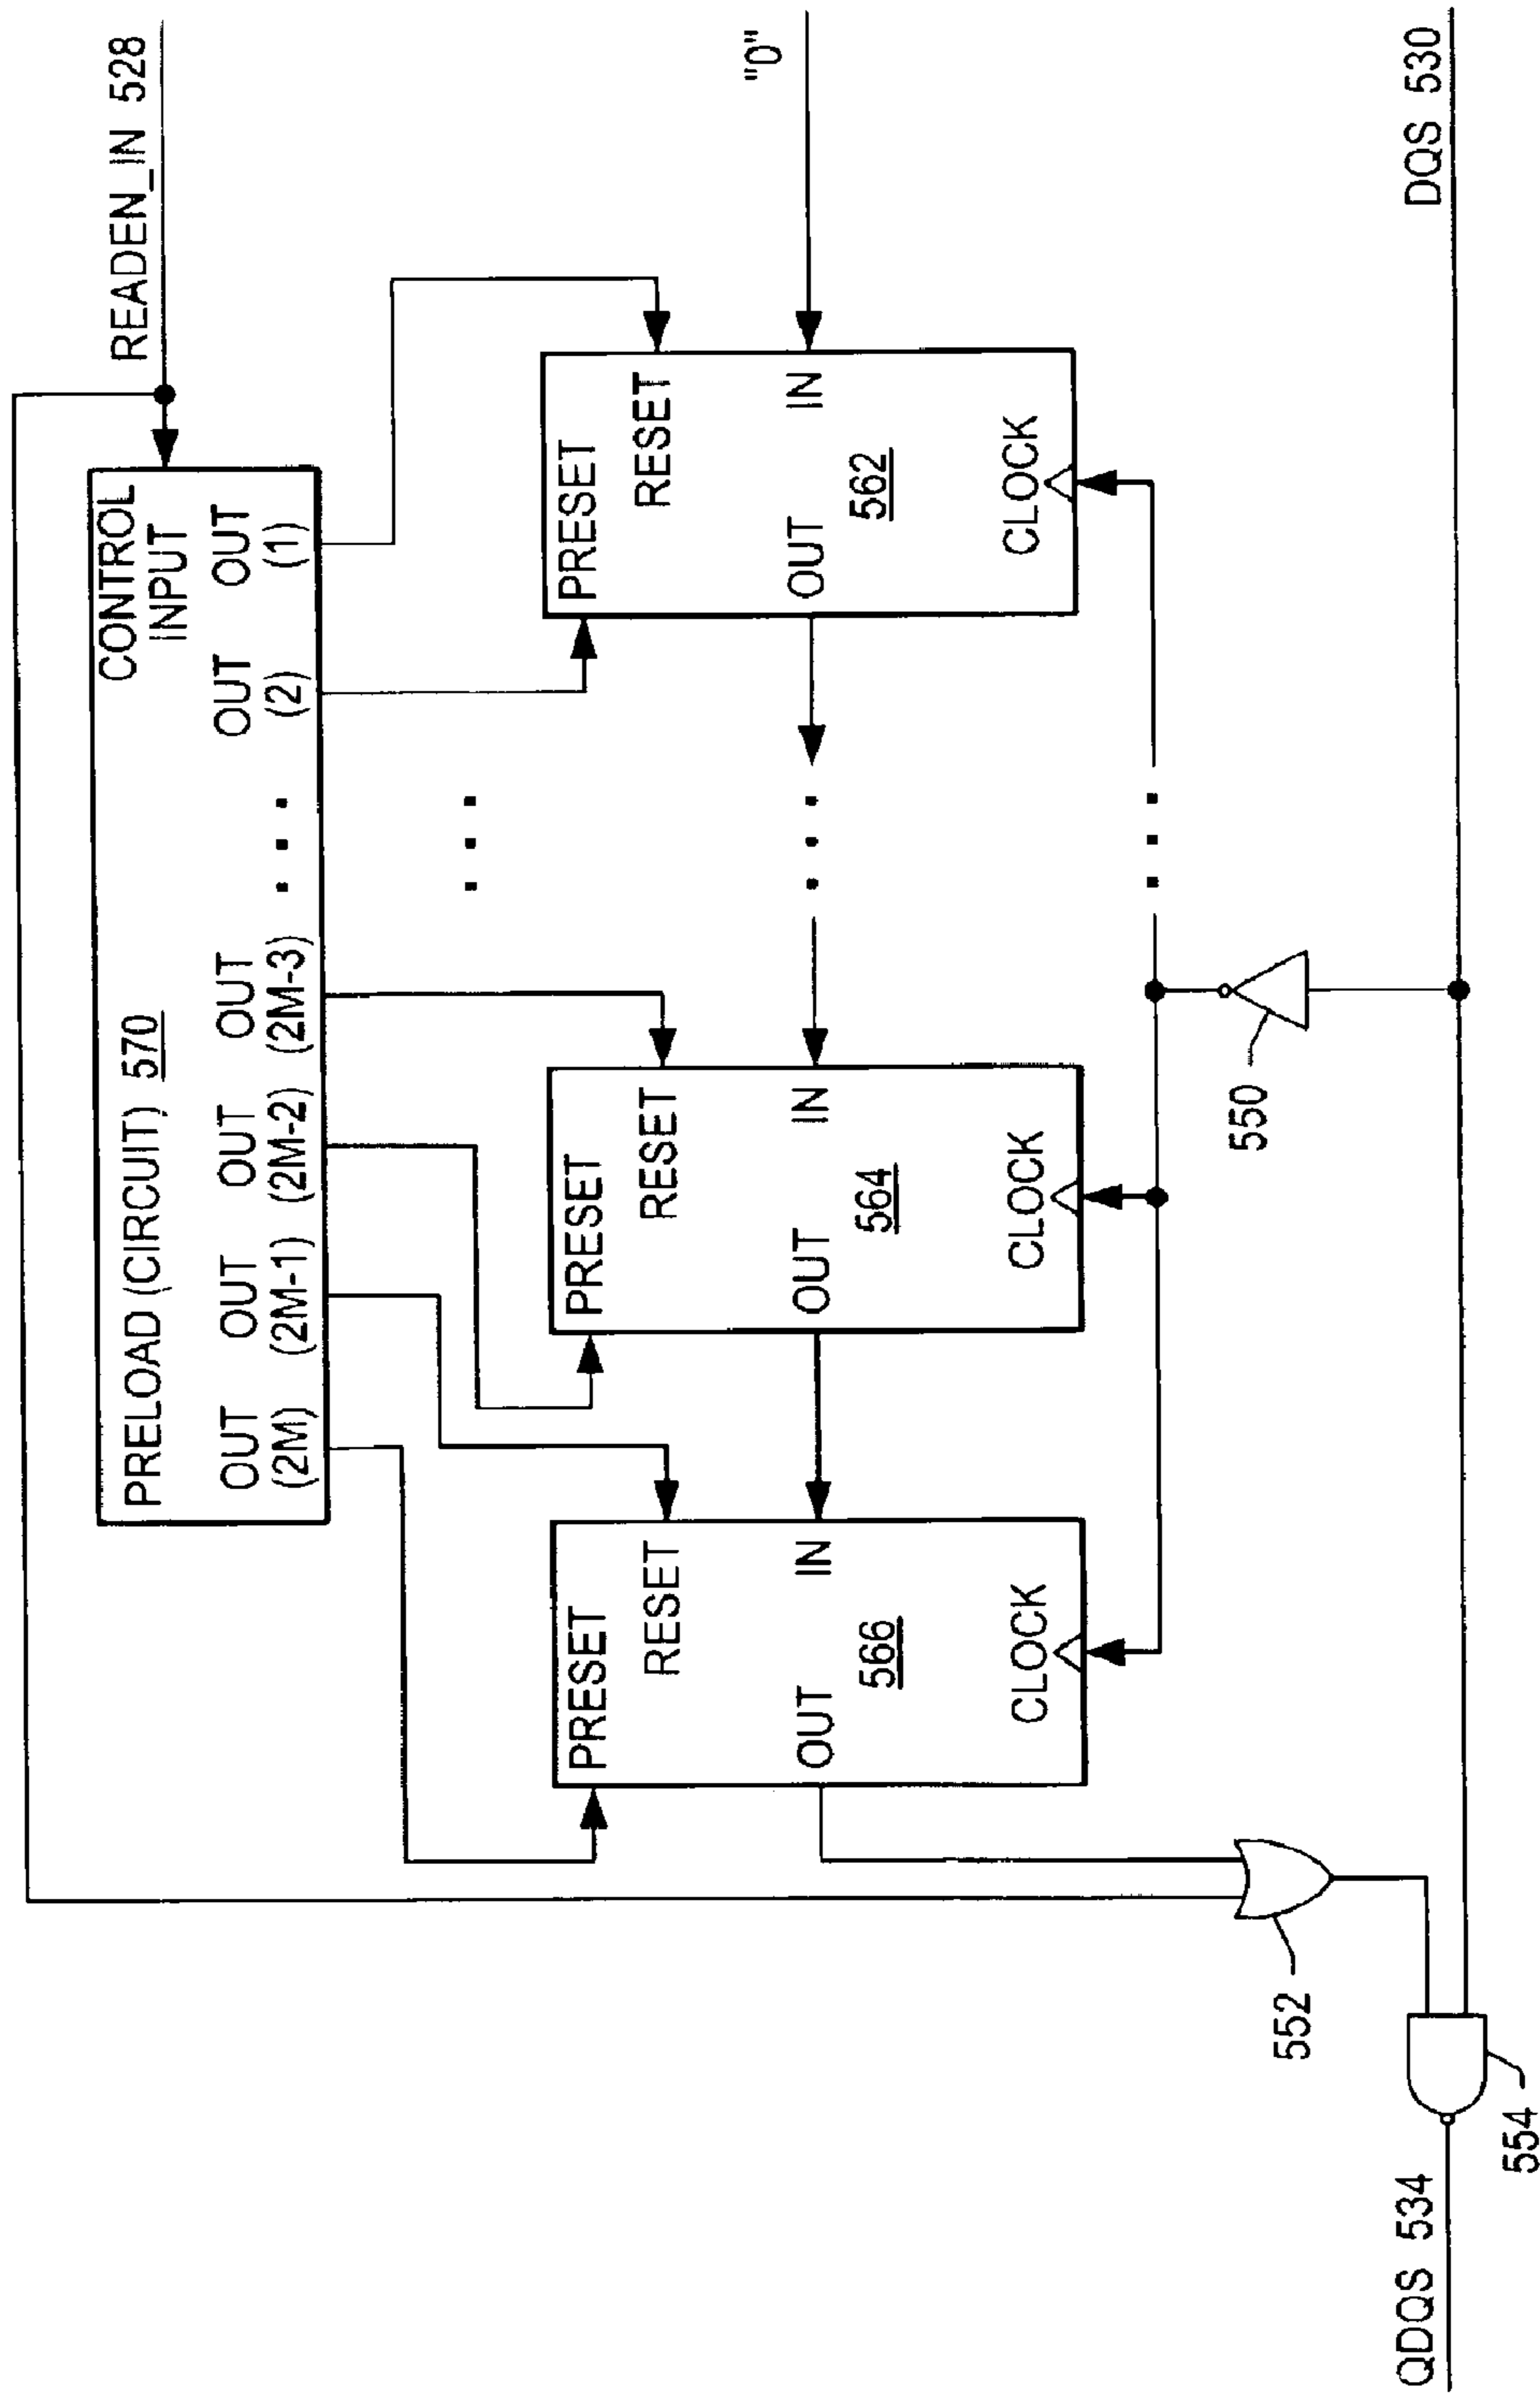 READEN_IN 528
PRELOAD (CIRCUIT) 570
CONTROL
INPUT
OUT
(2M)
OUT
(2M-1)
OUT
(2M-2)
OUT
(2M-3)
OUT
(2)
OUT
(1)
PRESET
RESET
OUT
IN
566
CLOCK
PRESET
RESET
OUT
IN
564
CLOCK
PRESET
RESET
OUT
IN
562
CLOCK
"0"
550
552
554
QDQS 534
DQS 530